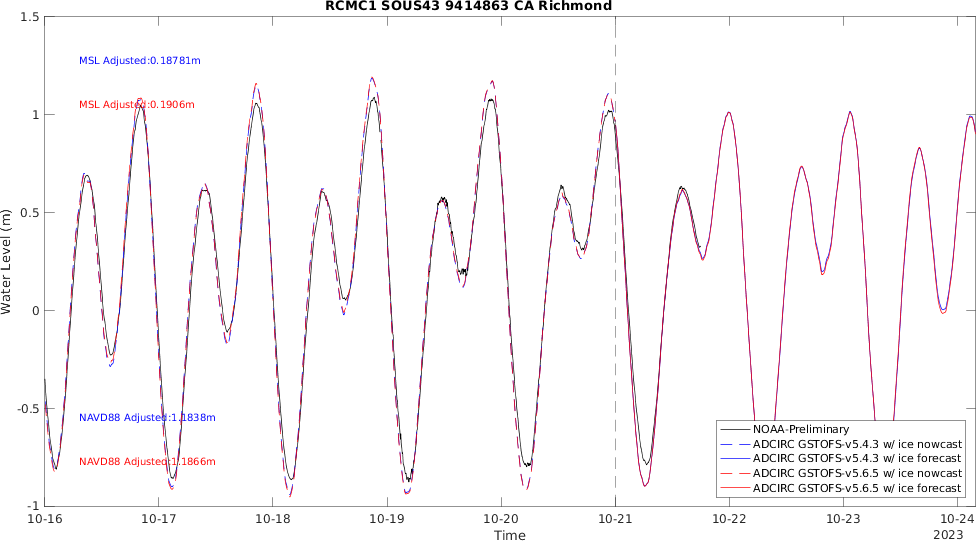 RCMC1 SOUS43 9414863 CA Richmond
1.5
MSL Adjusted:0.18781m
MSL Adjusted:0.1906m
1
0.5
Water Level (m)
0
-0.5
NAVD88 Adjusted:1.1838m
NAVD88 Adjusted:1.1866m
NOAA-Preliminary
ADCIRC GSTOFS-v5.4.3 w/ ice nowcast
ADCIRC GSTOFS-v5.4.3 w/ ice forecast
ADCIRC GSTOFS-v5.6.5 w/ ice nowcast
ADCIRC GSTOFS-v5.6.5 w/ ice forecast
-1
10-16 10-17 10-18 10-19 10-20 10-21 10-22 10-23 10-24
Time
2023